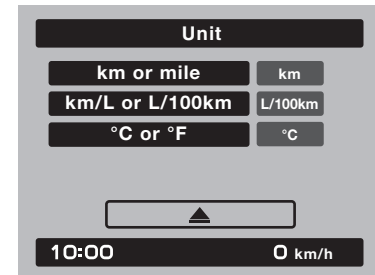 Unit
km or mile km
km/L or L/100km L/100km
°C or °F °C
10:00 0 km/h